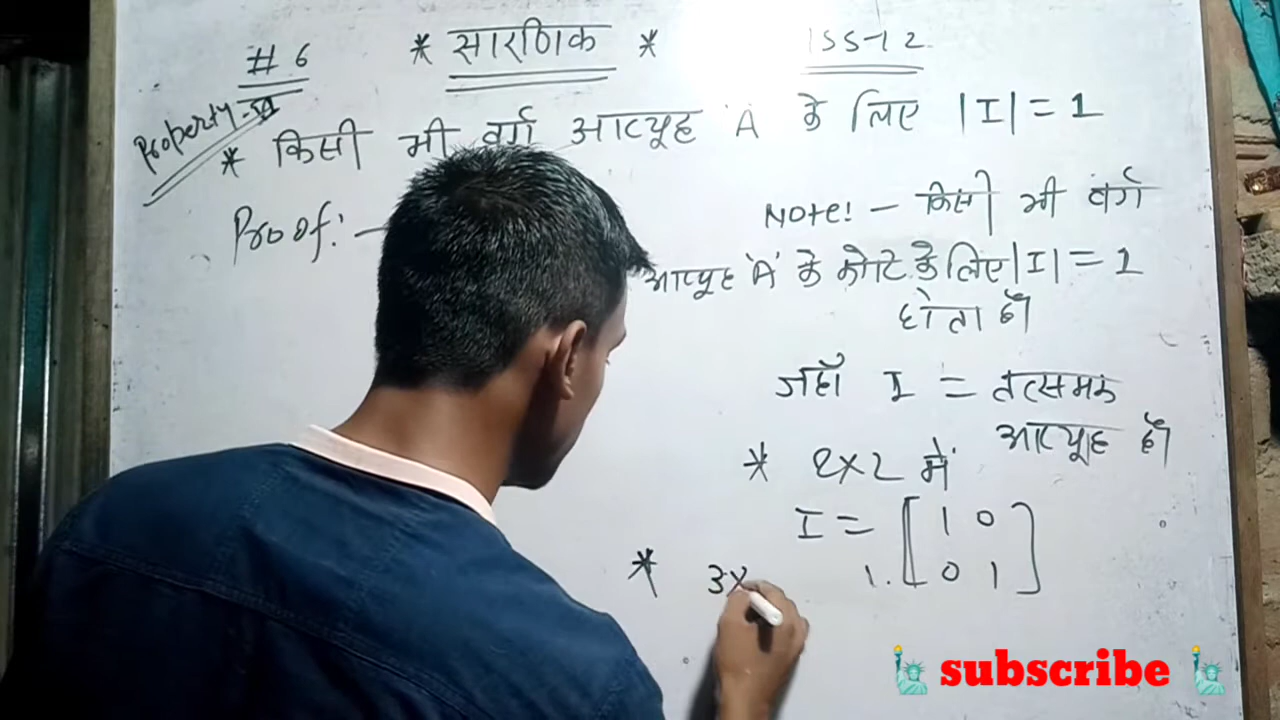 # 6 * सारणिक * ISS-12
Property-VI
* किसी भी वर्ग आव्यूह 'A' के लिए |I| = 1
Proof:-
Note! - किसी भी वर्ग
आव्यूह 'A' के कोटि के लिए |I| = 1
होता है।
जहाँ I = तत्समक
आव्यूह है।
* 2×2 में
I = [ 1 0
0 1 ]
* 3×
subscribe